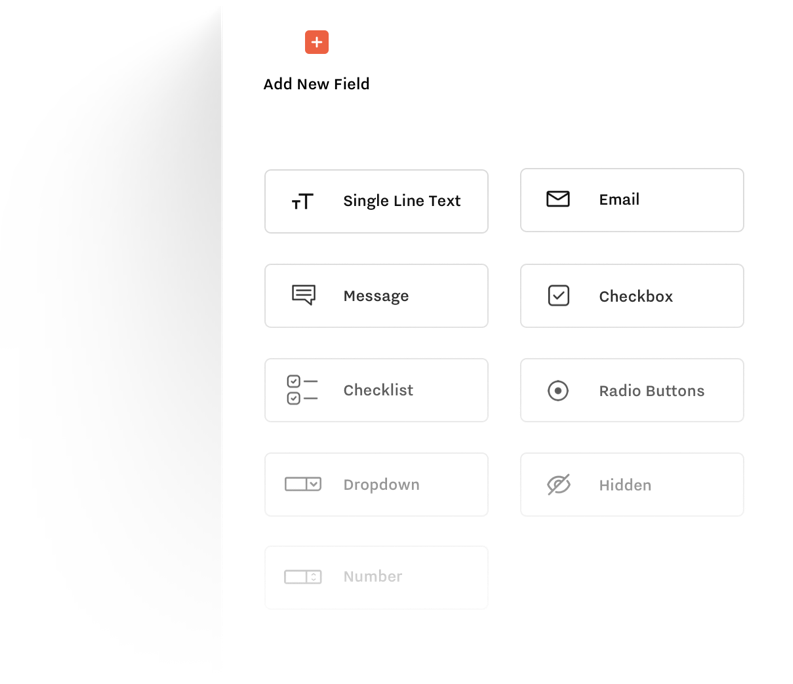 Add New Field
Single Line Text
Email
Message
Checkbox
Checklist
Radio Buttons
Dropdown
Hidden
Number